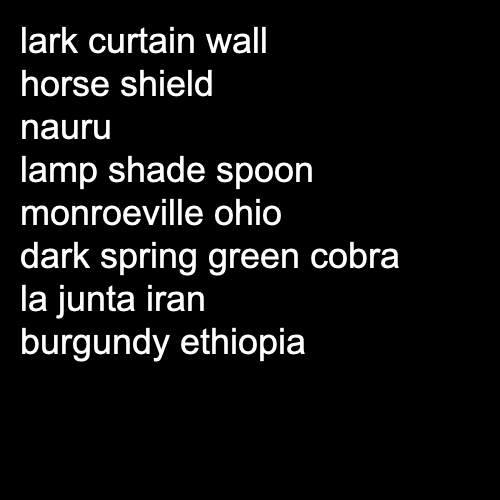 lark curtain wall
horse shield
nauru
lamp shade spoon
monroeville ohio
dark spring green cobra
la junta iran
burgundy ethiopia